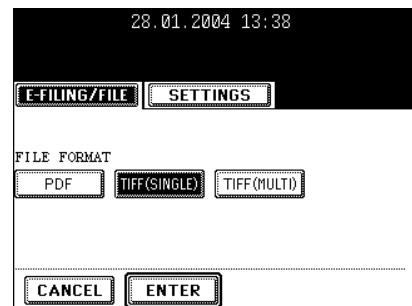 28.01.2004 13:38
E-FILING/FILE SETTINGS
FILE FORMAT
PDF TIFF(SINGLE) TIFF(MULTI)
CANCEL ENTER